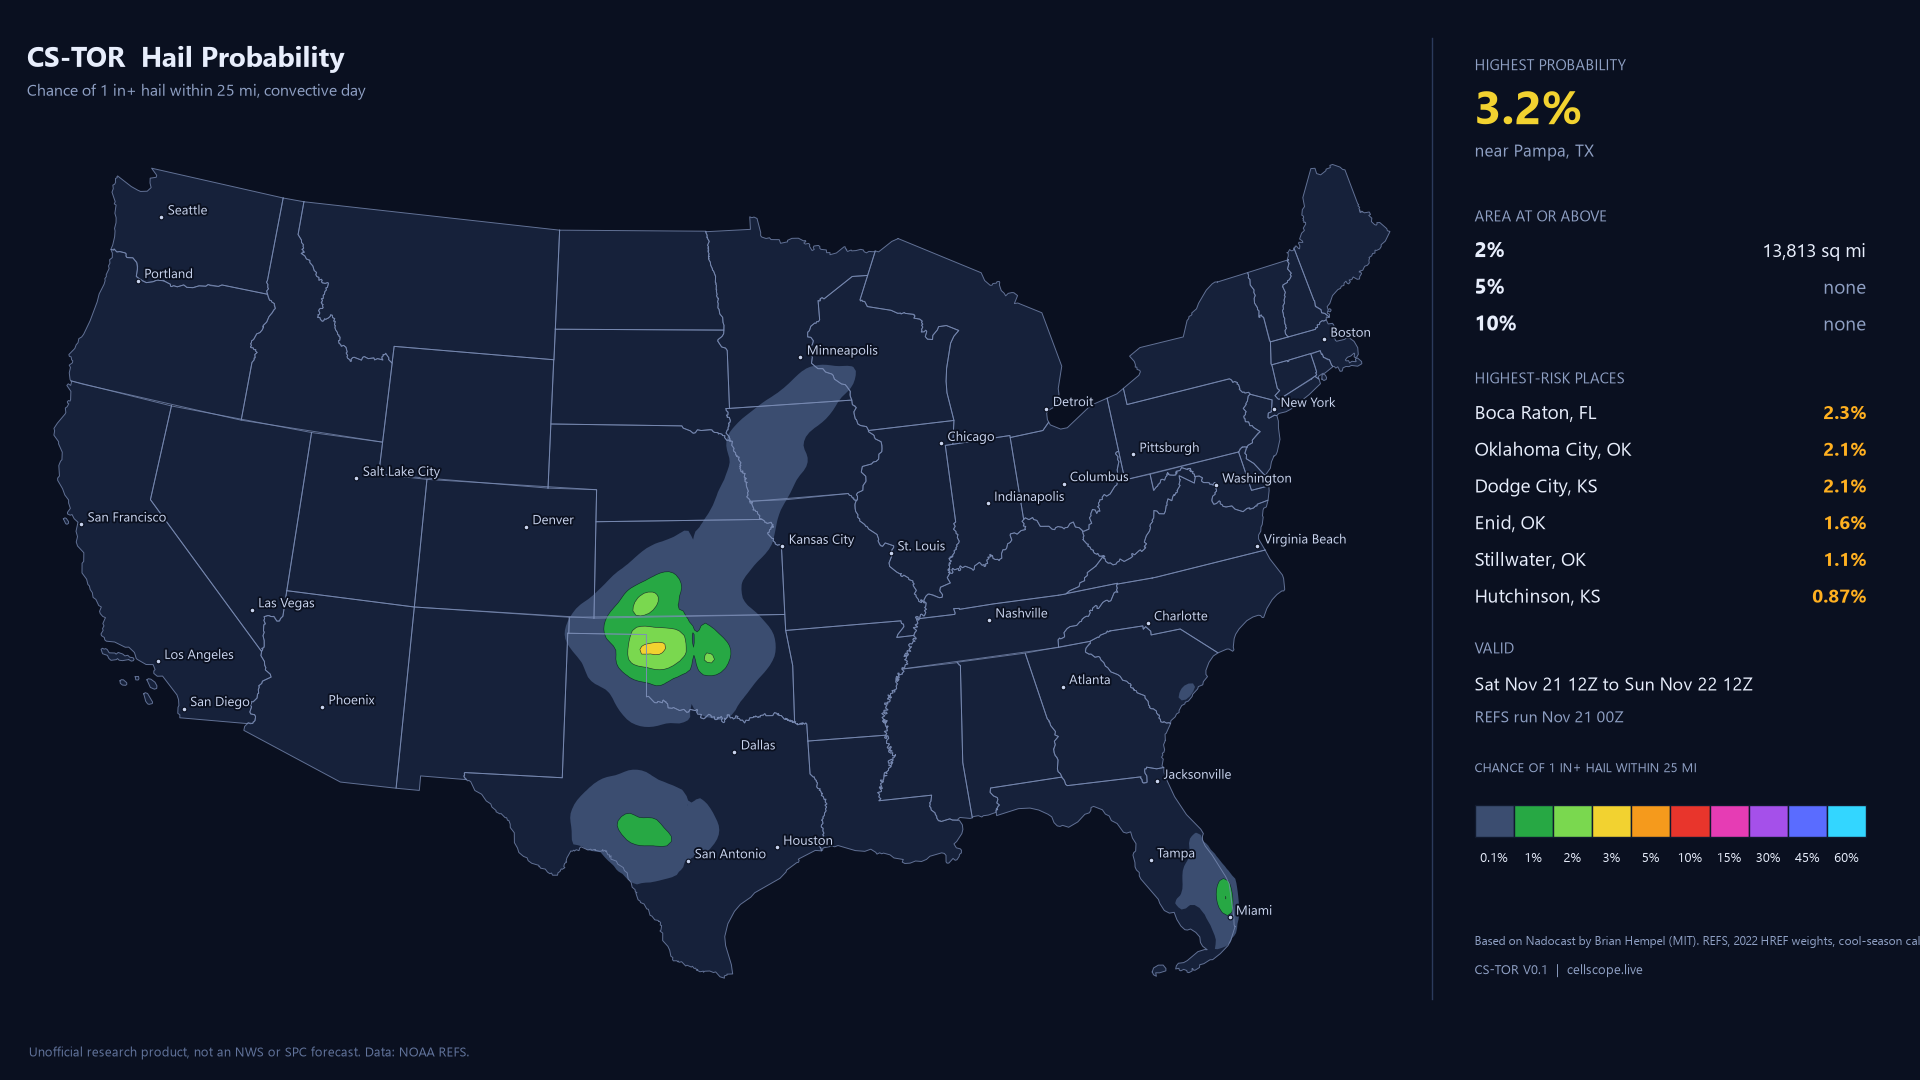 CS-TOR  Hail Probability
Chance of 1 in+ hail within 25 mi, convective day
Seattle
Portland
Minneapolis
Boston
Detroit
New York
Chicago
Pittsburgh
Salt Lake City
Columbus
Washington
Indianapolis
San Francisco
Denver
Kansas City
St. Louis
Virginia Beach
Las Vegas
Nashville
Charlotte
Los Angeles
Atlanta
San Diego
Phoenix
Dallas
Jacksonville
Houston
San Antonio
Tampa
Miami
HIGHEST PROBABILITY
3.2%
near Pampa, TX
AREA AT OR ABOVE
2% 13,813 sq mi
5% none
10% none
HIGHEST-RISK PLACES
Boca Raton, FL 2.3%
Oklahoma City, OK 2.1%
Dodge City, KS 2.1%
Enid, OK 1.6%
Stillwater, OK 1.1%
Hutchinson, KS 0.87%
VALID
Sat Nov 21 12Z to Sun Nov 22 12Z
REFS run Nov 21 00Z
CHANCE OF 1 IN+ HAIL WITHIN 25 MI
0.1% 1% 2% 3% 5% 10% 15% 30% 45% 60%
Based on Nadocast by Brian Hempel (MIT). REFS, 2022 HREF weights, cool-season cal
CS-TOR V0.1 | cellscope.live
Unofficial research product, not an NWS or SPC forecast. Data: NOAA REFS.